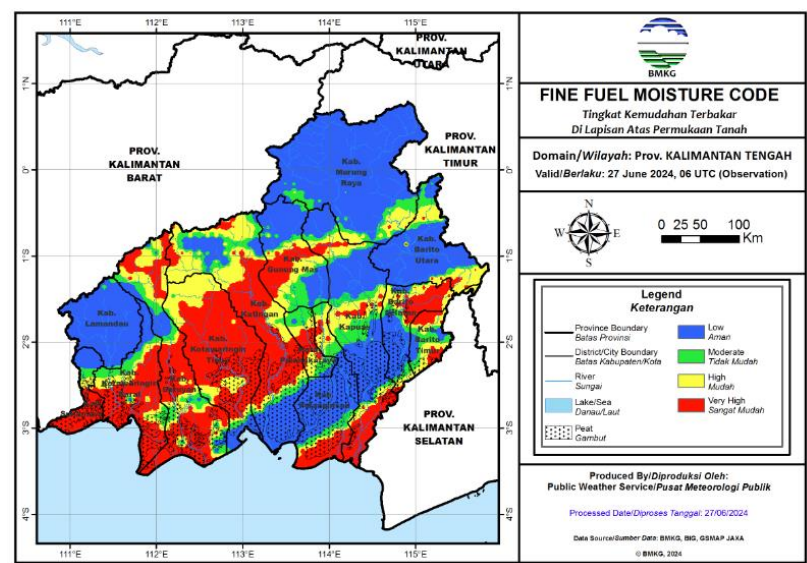 111°E 112°E 113°E 114°E 115°E
PROV.
KALIMANTAN
UTARA
1°N
PROV.
KALIMANTAN
BARAT
PROV.
KALIMANTAN
TIMUR
Kab.
Murung
Raya
0°
Kab.
Barito
Utara
1°S
Kab.
Gunung Mas
Kab.
Lamandau
Kab.
Katingan
Kab.
Kapuas
Kab.
Barito
Timur
2°S
Kab.
Kotawaringin
Timur
3°S
PROV.
KALIMANTAN
SELATAN
4°S
111°E 112°E 113°E 114°E 115°E
BMKG
FINE FUEL MOISTURE CODE
Tingkat Kemudahan Terbakar
Di Lapisan Atas Permukaan Tanah
Domain/Wilayah: Prov. KALIMANTAN TENGAH
Valid/Berlaku: 27 June 2024, 06 UTC (Observation)
N
W E
S
0 25 50 100
Km
Legend
Keterangan
Province Boundary
Batas Provinsi
District/City Boundary
Batas Kabupaten/Kota
River
Sungai
Lake/Sea
Danau/Laut
Peat
Gambut
Low
Aman
Moderate
Tidak Mudah
High
Mudah
Very High
Sangat Mudah
Produced By/Diproduksi Oleh:
Public Weather Service/Pusat Meteorologi Publik
Processed Date/Diproses Tanggal: 27/06/2024
Data Source/Sumber Data: BMKG, BIG, GSMAP JAXA
© BMKG, 2024